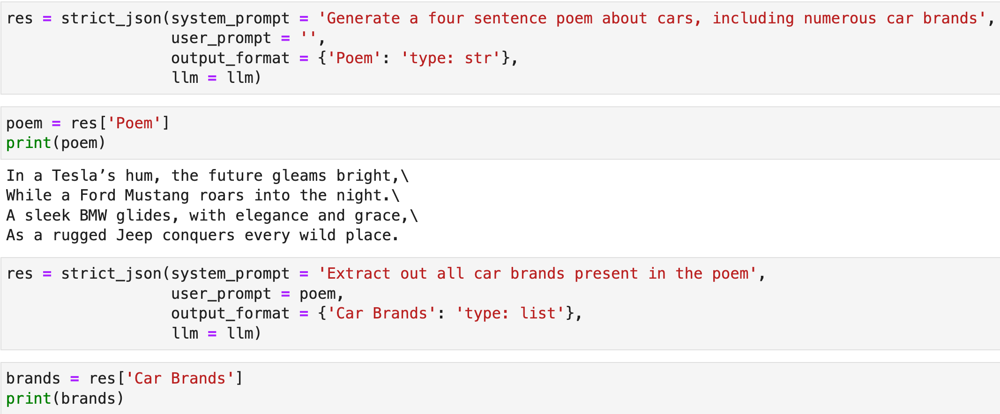 res = strict_json(system_prompt = 'Generate a four sentence poem about cars, including numerous car brands',
                  user_prompt = '',
                  output_format = {'Poem': 'type: str'},
                  llm = llm)
poem = res['Poem']
print(poem)
In a Tesla’s hum, the future gleams bright,\
While a Ford Mustang roars into the night.\
A sleek BMW glides, with elegance and grace,\
As a rugged Jeep conquers every wild place.
res = strict_json(system_prompt = 'Extract out all car brands present in the poem',
                  user_prompt = poem,
                  output_format = {'Car Brands': 'type: list'},
                  llm = llm)
brands = res['Car Brands']
print(brands)